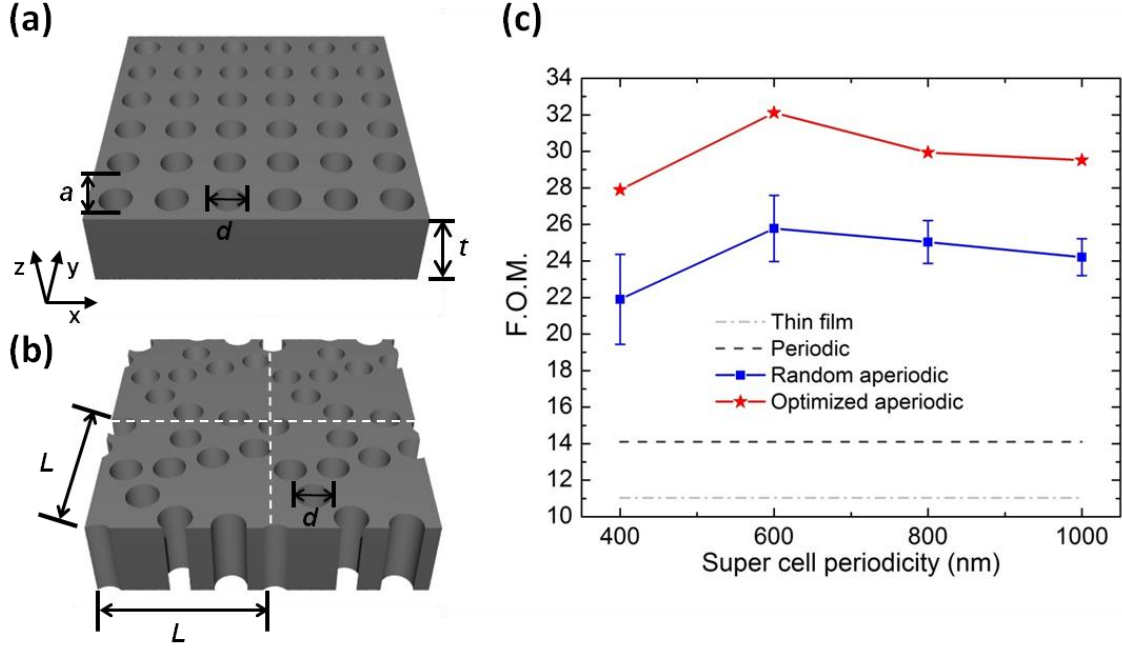 (a)
a
d
t
z
y
x
(b)
L
d
L
(c)
F.O.M.
34
32
30
28
26
24
22
20
18
16
14
12
10
Thin film
Periodic
Random aperiodic
Optimized aperiodic
400
600
800
1000
Super cell periodicity (nm)